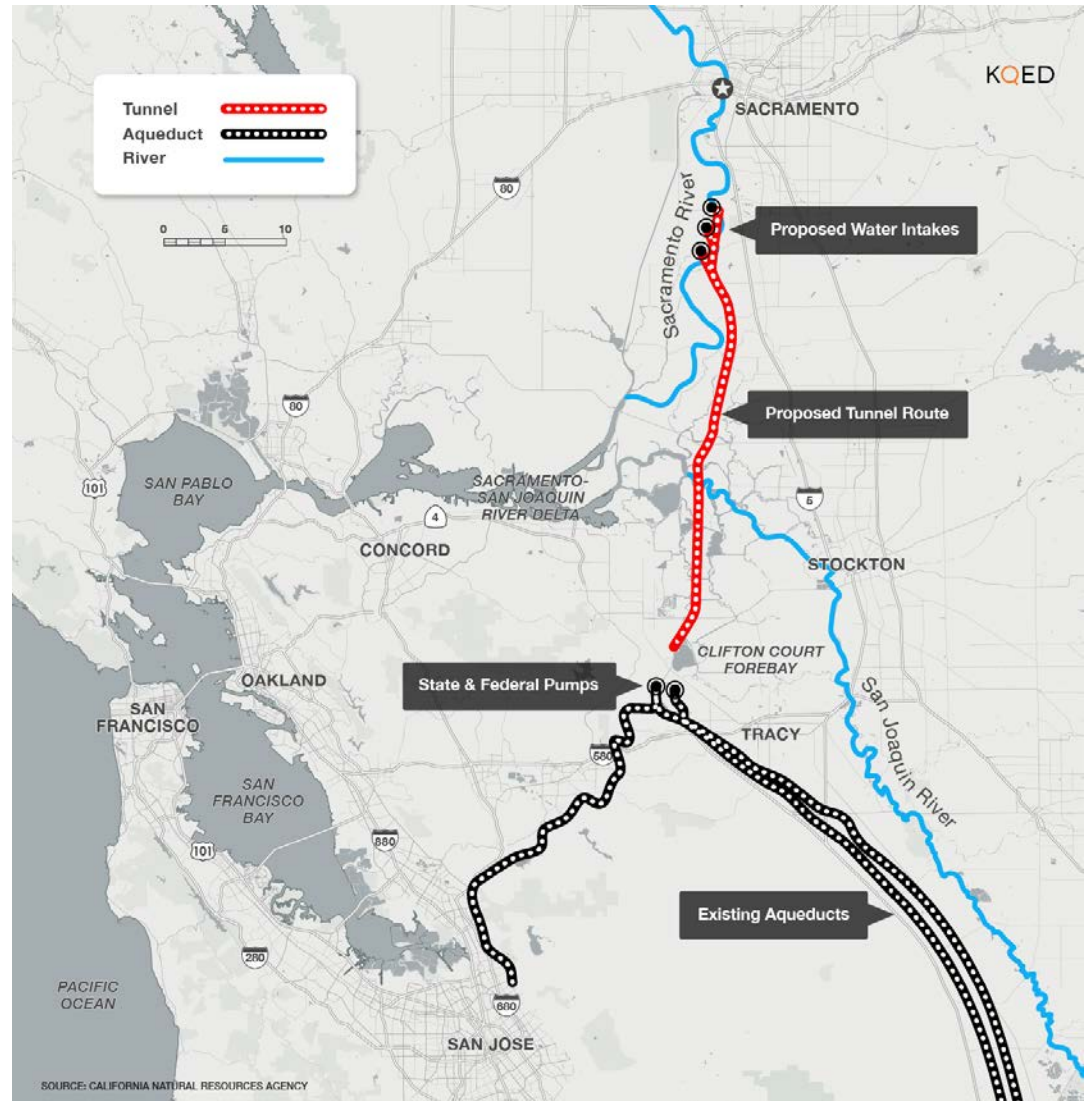 KQED
Tunnel
Aqueduct
River
0 5 10
80
SACRAMENTO
Sacramento River
Proposed Water Intakes
Proposed Tunnel Route
80
101
SAN PABLO
BAY
SACRAMENTO-
SAN JOAQUIN
RIVER DELTA
4
5
CONCORD
STOCKTON
CLIFTON COURT
FOREBAY
State & Federal Pumps
OAKLAND
SAN
FRANCISCO
TRACY
580
San Joaquin River
SAN
FRANCISCO
BAY
101
880
Existing Aqueducts
280
PACIFIC
OCEAN
680
SAN JOSE
SOURCE: CALIFORNIA NATURAL RESOURCES AGENCY